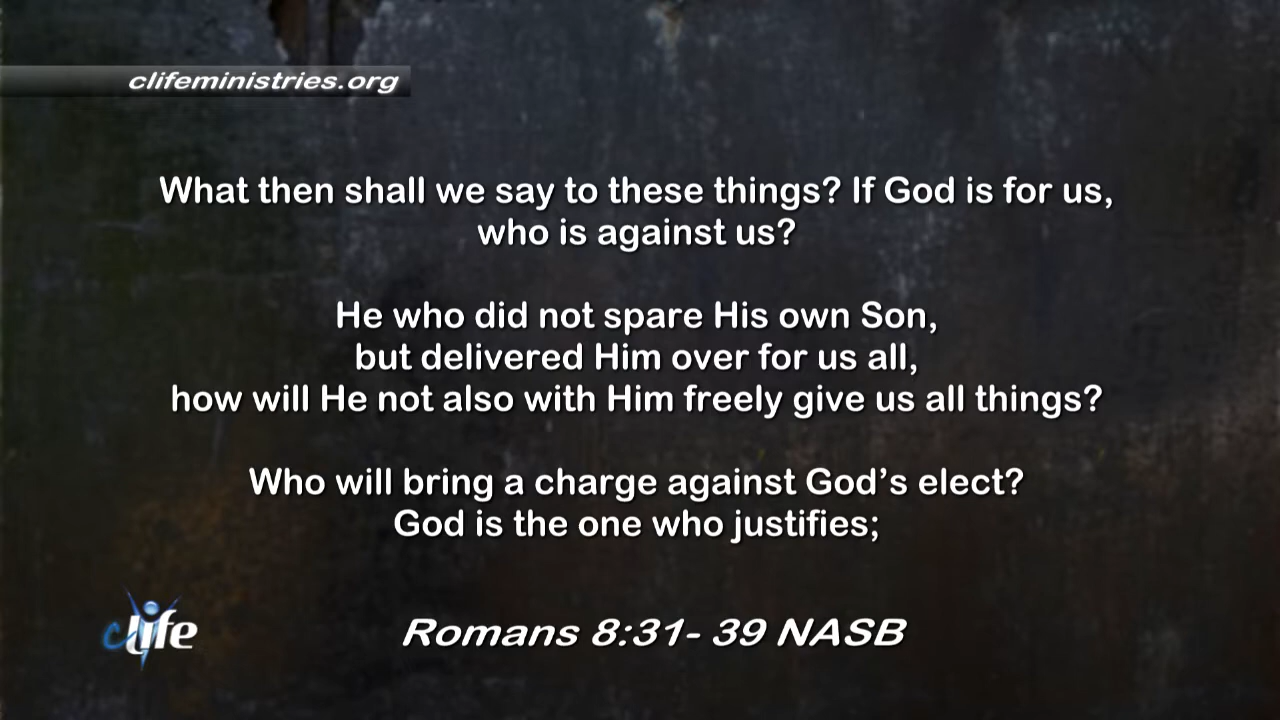 clifeministries.org
What then shall we say to these things? If God is for us,
who is against us?
He who did not spare His own Son,
but delivered Him over for us all,
how will He not also with Him freely give us all things?
Who will bring a charge against God’s elect?
God is the one who justifies;
cLife
Romans 8:31- 39 NASB